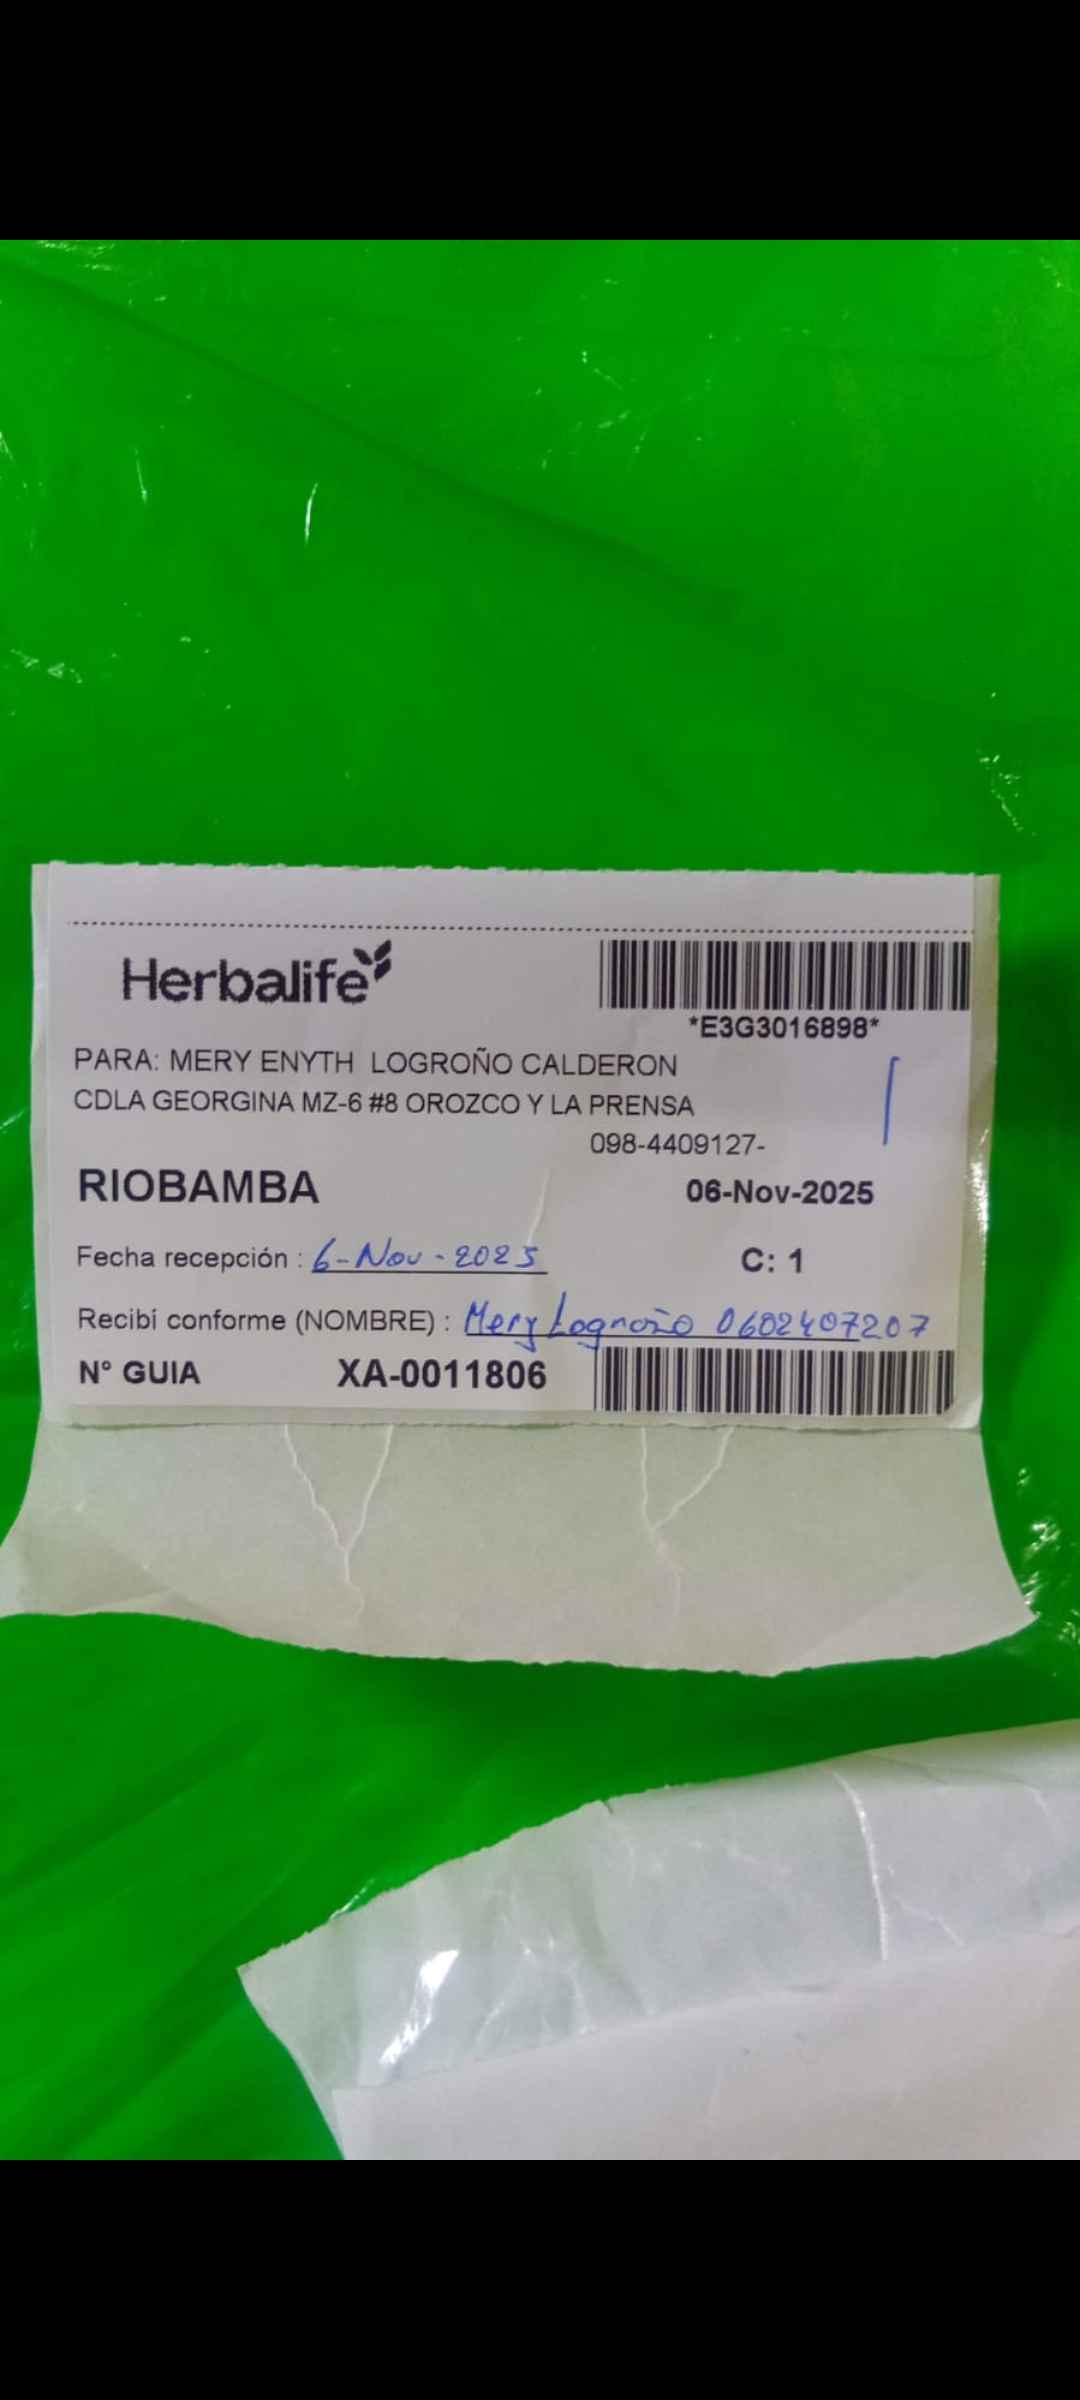 Herbalife
*E3G3016898*
PARA: MERY ENYTH LOGROÑO CALDERON
CDLA GEORGINA MZ-6 #8 OROZCO Y LA PRENSA
098-4409127-
RIOBAMBA 06-Nov-2025
Fecha recepción : 6-Nov-2025 C: 1
Recibí conforme (NOMBRE) : Mery Logroño 0602407207
N° GUIA XA-0011806